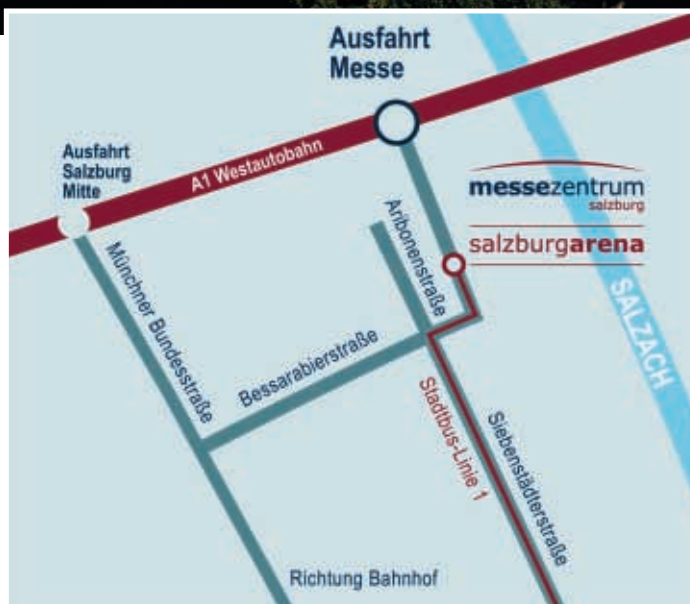 Ausfahrt
Messe
Ausfahrt
Salzburg
Mitte
A1 Westautobahn
messezentrum
salzburg
salzburgarena
Aribonenstraße
SALZACH
Münchner Bundesstraße
Bessarabierstraße
Stadtbus-Linie 1
Siebenstädterstraße
Richtung Bahnhof